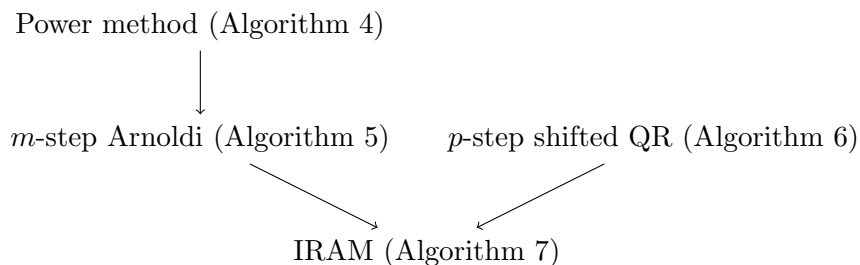 Power method (Algorithm 4)
m-step Arnoldi (Algorithm 5)
p-step shifted QR (Algorithm 6)
IRAM (Algorithm 7)